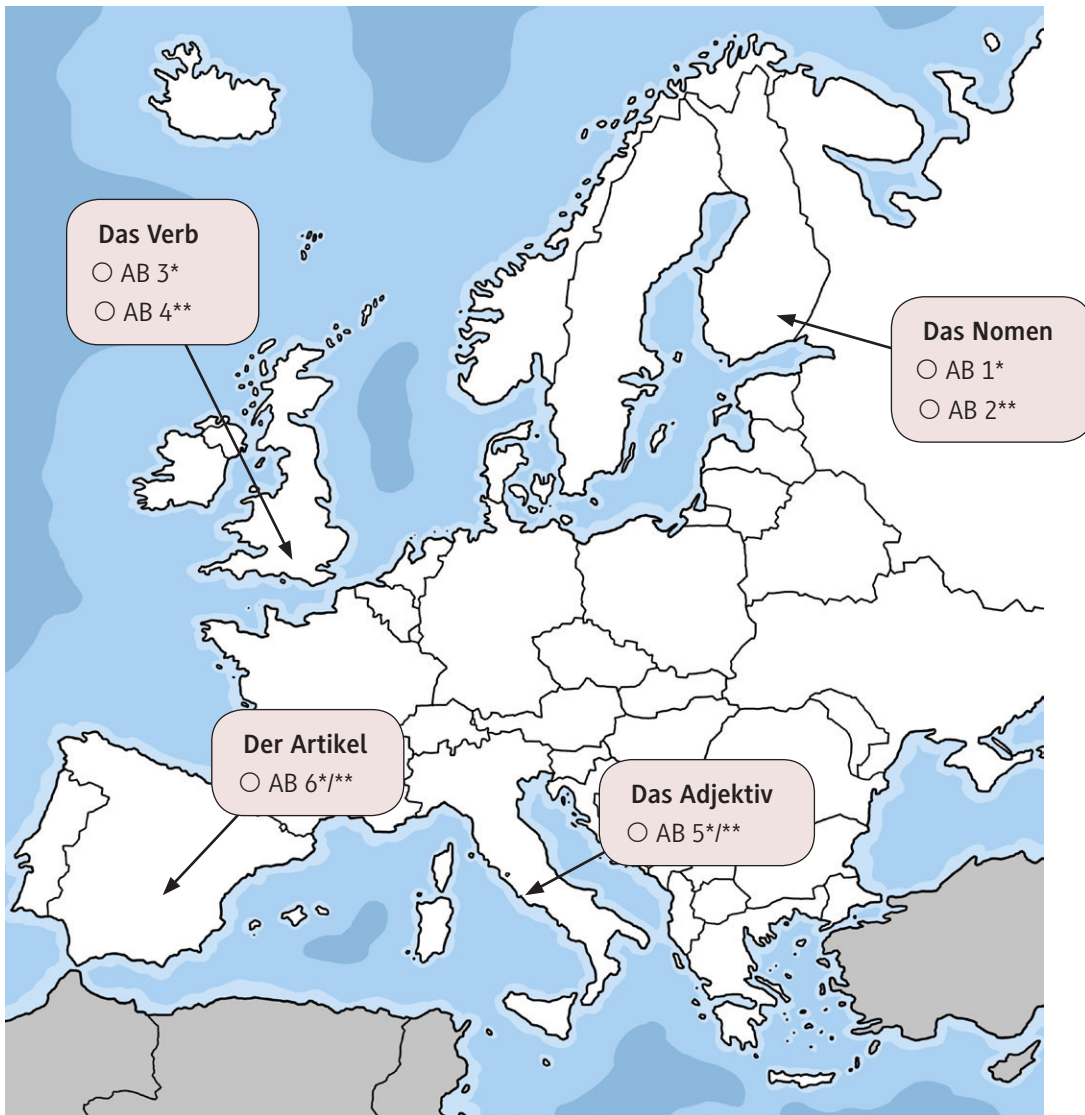 Das Verb
○ AB 3*
○ AB 4**
Das Nomen
○ AB 1*
○ AB 2**
Der Artikel
○ AB 6*/**
Das Adjektiv
○ AB 5*/**